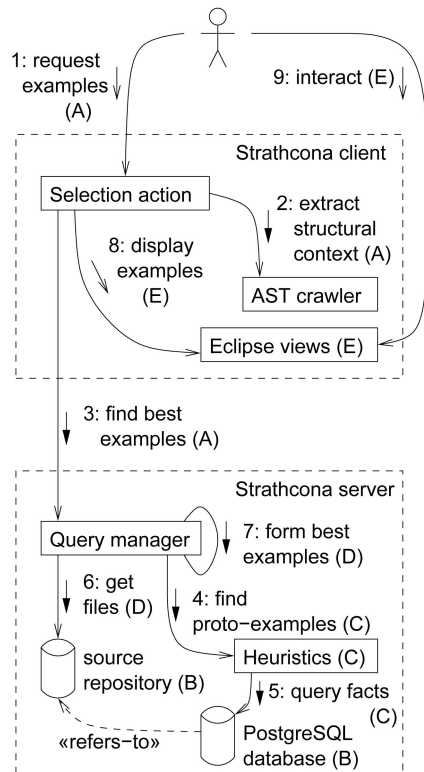 1: request
examples
(A)
9: interact (E)
Strathcona client
Selection action
2: extract
structural
context (A)
8: display
examples
(E)
AST crawler
Eclipse views (E)
3: find best
examples (A)
Strathcona server
Query manager
7: form best
examples (D)
6: get
files (D)
4: find
proto-examples (C)
source
repository (B)
Heuristics (C)
5: query facts
(C)
«refers-to»
PostgreSQL
database (B)